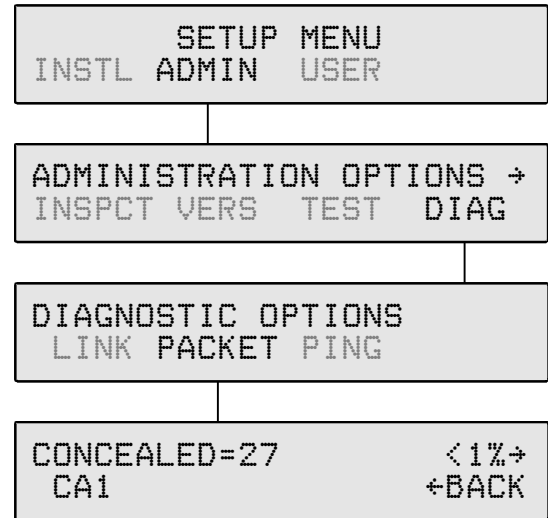 SETUP MENU
INSTL ADMIN USER
ADMINISTRATION OPTIONS →
INSPCT VERS TEST DIAG
DIAGNOSTIC OPTIONS
LINK PACKET PING
CONCEALED=27 <1%→
CA1 ←BACK